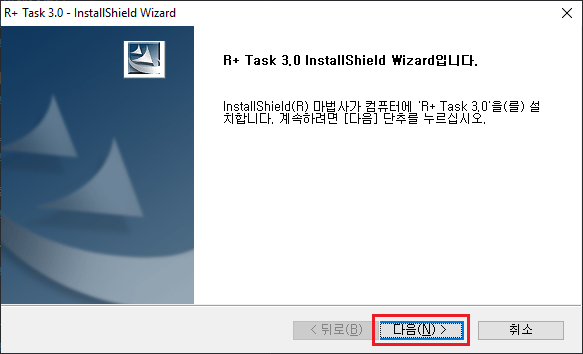 R+ Task 3.0 - InstallShield Wizard
R+ Task 3.0 InstallShield Wizard입니다.
InstallShield(R) 마법사가 컴퓨터에 'R+ Task 3.0'을(를) 설
치합니다. 계속하려면 [다음] 단추를 누르십시오.
< 뒤로(B)
다음(N) >
취소